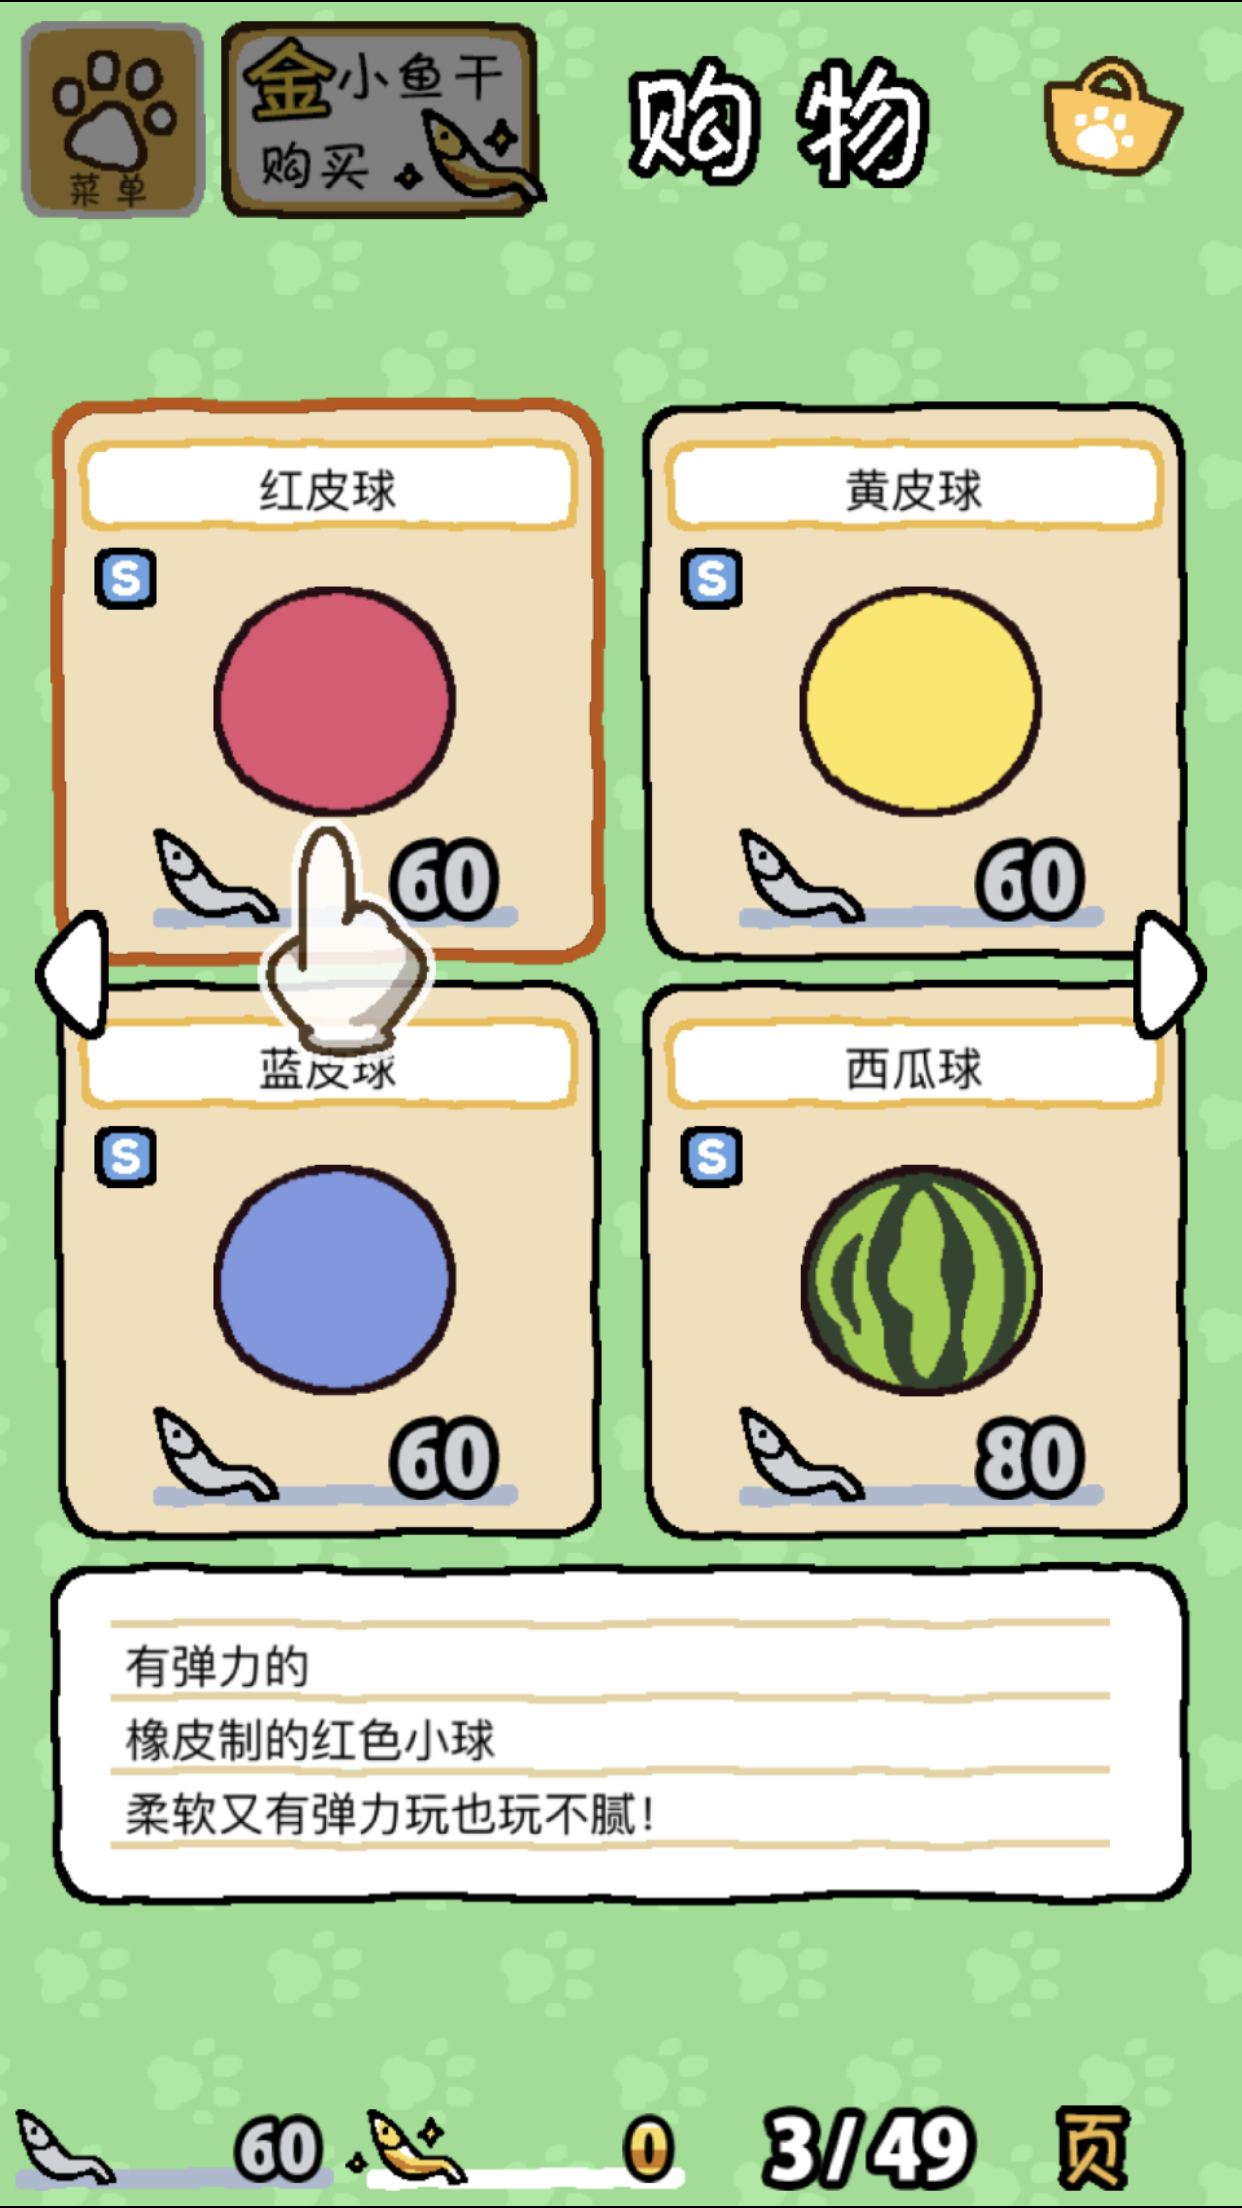 菜单
金小鱼干
购买
购物
红皮球
黄皮球
S
S
60
60
蓝皮球
西瓜球
S
S
60
80
有弹力的
橡皮制的红色小球
柔软又有弹力玩也玩不腻!
60
0
3/49
页